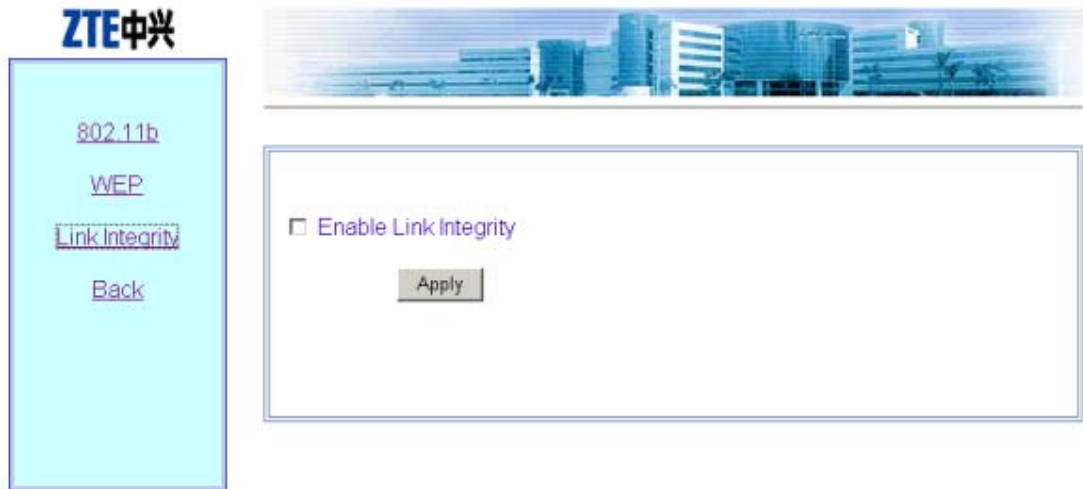 ZTE中兴
802.11b
WEP
Link Integrity
Back
Enable Link Integrity
Apply